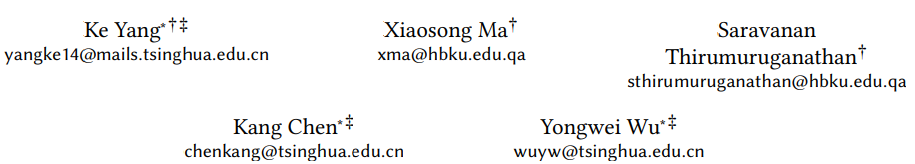 Ke Yang*†‡ Xiaosong Ma† Saravanan
Thirumuruganathan†
yangke14@mails.tsinghua.edu.cn xma@hbku.edu.qa
sthirumuruganathan@hbku.edu.qa
Kang Chen*‡ Yongwei Wu*‡
chenkang@tsinghua.edu.cn wuyw@tsinghua.edu.cn